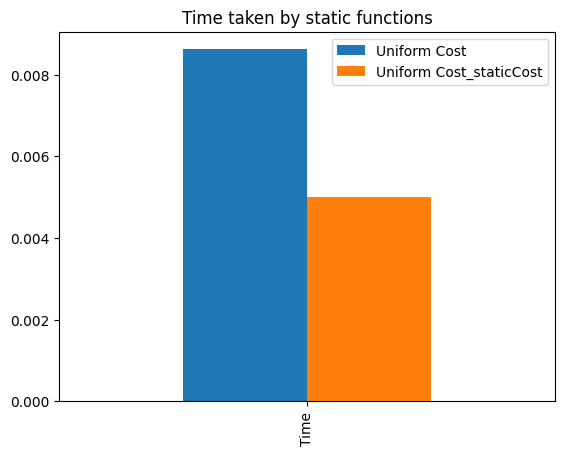 Time taken by static functions
Uniform Cost
Uniform Cost_staticCost
0.008
0.006
0.004
0.002
0.000
Time